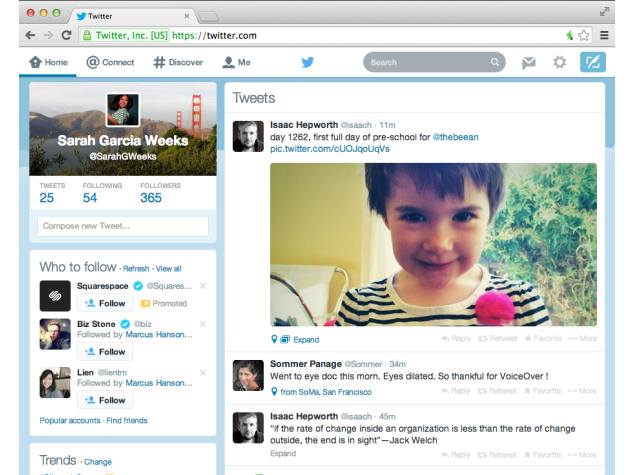 Twitter
Twitter, Inc. [US] https://twitter.com
Home
@ Connect
# Discover
Me
Search
Sarah Garcia Weeks
@SarahGWeeks
TWEETS FOLLOWING FOLLOWERS
25 54 365
Compose new Tweet...
Who to follow · Refresh · View all
Squarespace @Squares...
Follow Promoted
Biz Stone @biz
Followed by Marcus Hanson...
Follow
Lien @lientm
Followed by Marcus Hanson...
Follow
Popular accounts · Find friends
Trends · Change
Tweets
Isaac Hepworth @isaach · 11m
day 1262, first full day of pre-school for @thebeean
pic.twitter.com/cUOJqoUqVs
Expand
Reply Retweet Favorite More
Sommer Panage @Sommer · 34m
Went to eye doc this morn. Eyes dilated. So thankful for VoiceOver !
from SoMa, San Francisco
Reply Retweet Favorite More
Isaac Hepworth @isaach · 45m
"if the rate of change inside an organization is less than the rate of change
outside, the end is in sight"—Jack Welch
Expand
Reply Retweet Favorite More